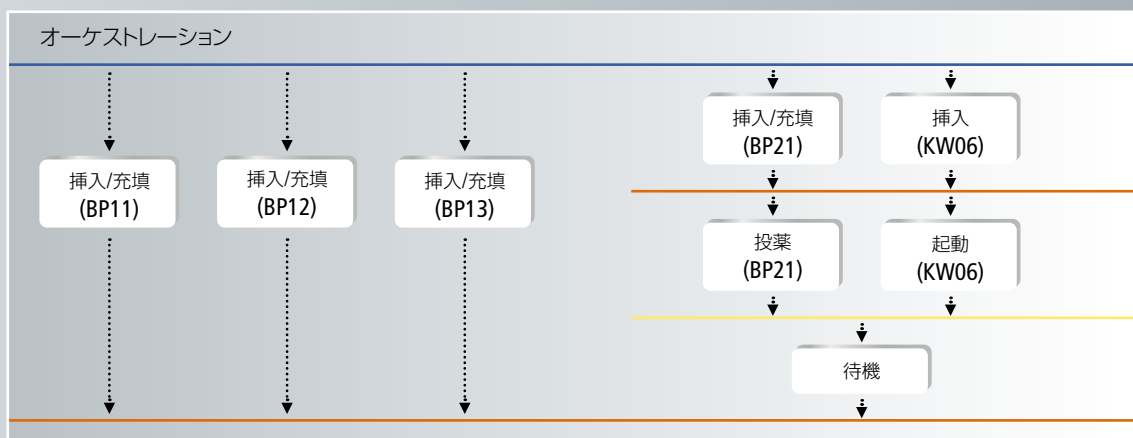 オーケストレーション
挿入/充填
(BP21)
挿入
(KW06)
挿入/充填
(BP11)
挿入/充填
(BP12)
挿入/充填
(BP13)
投薬
(BP21)
起動
(KW06)
待機